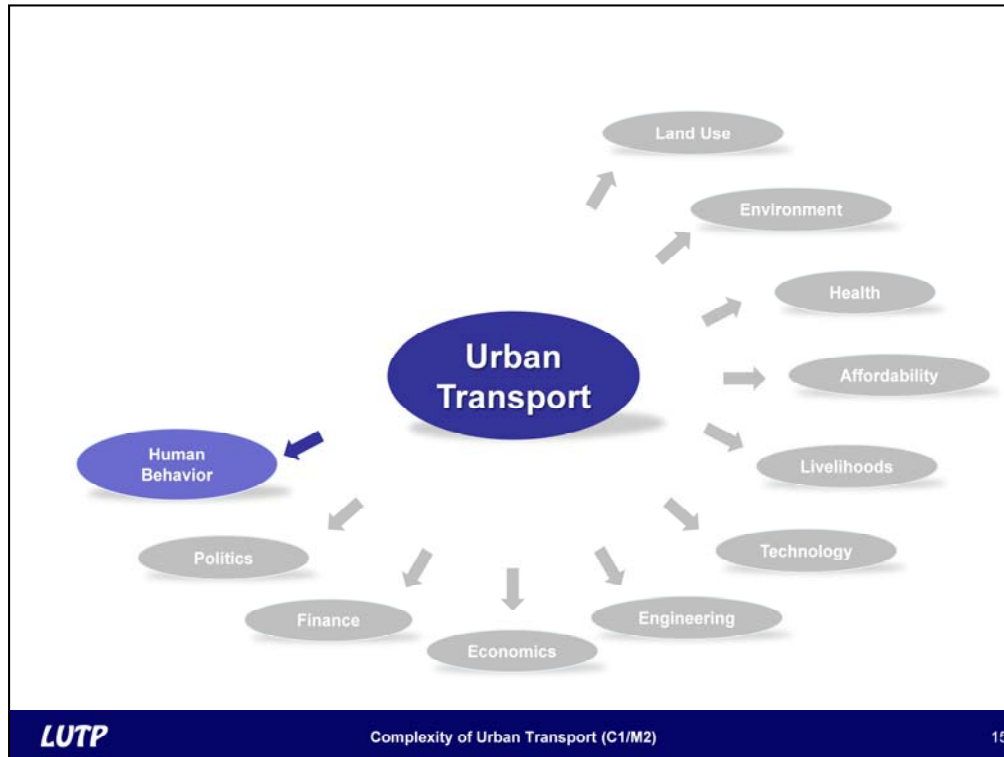 Land Use
Environment
Health
Urban
Transport
Affordability
Human
Behavior
Livelihoods
Politics
Technology
Finance
Engineering
Economics
LUTP
Complexity of Urban Transport (C1/M2)
15